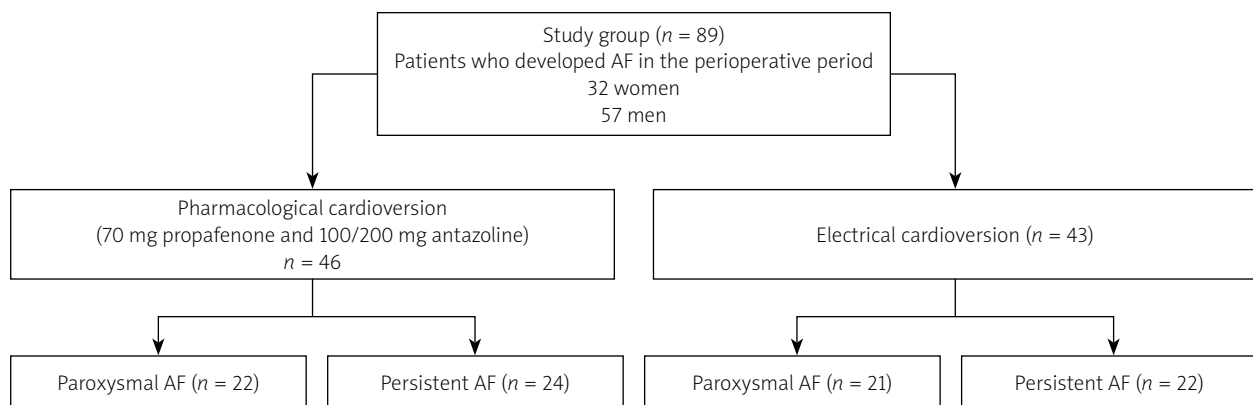 Study group (n = 89)
Patients who developed AF in the perioperative period
32 women
57 men
Pharmacological cardioversion
(70 mg propafenone and 100/200 mg antazoline)
n = 46
Electrical cardioversion (n = 43)
Paroxysmal AF (n = 22)
Persistent AF (n = 24)
Paroxysmal AF (n = 21)
Persistent AF (n = 22)